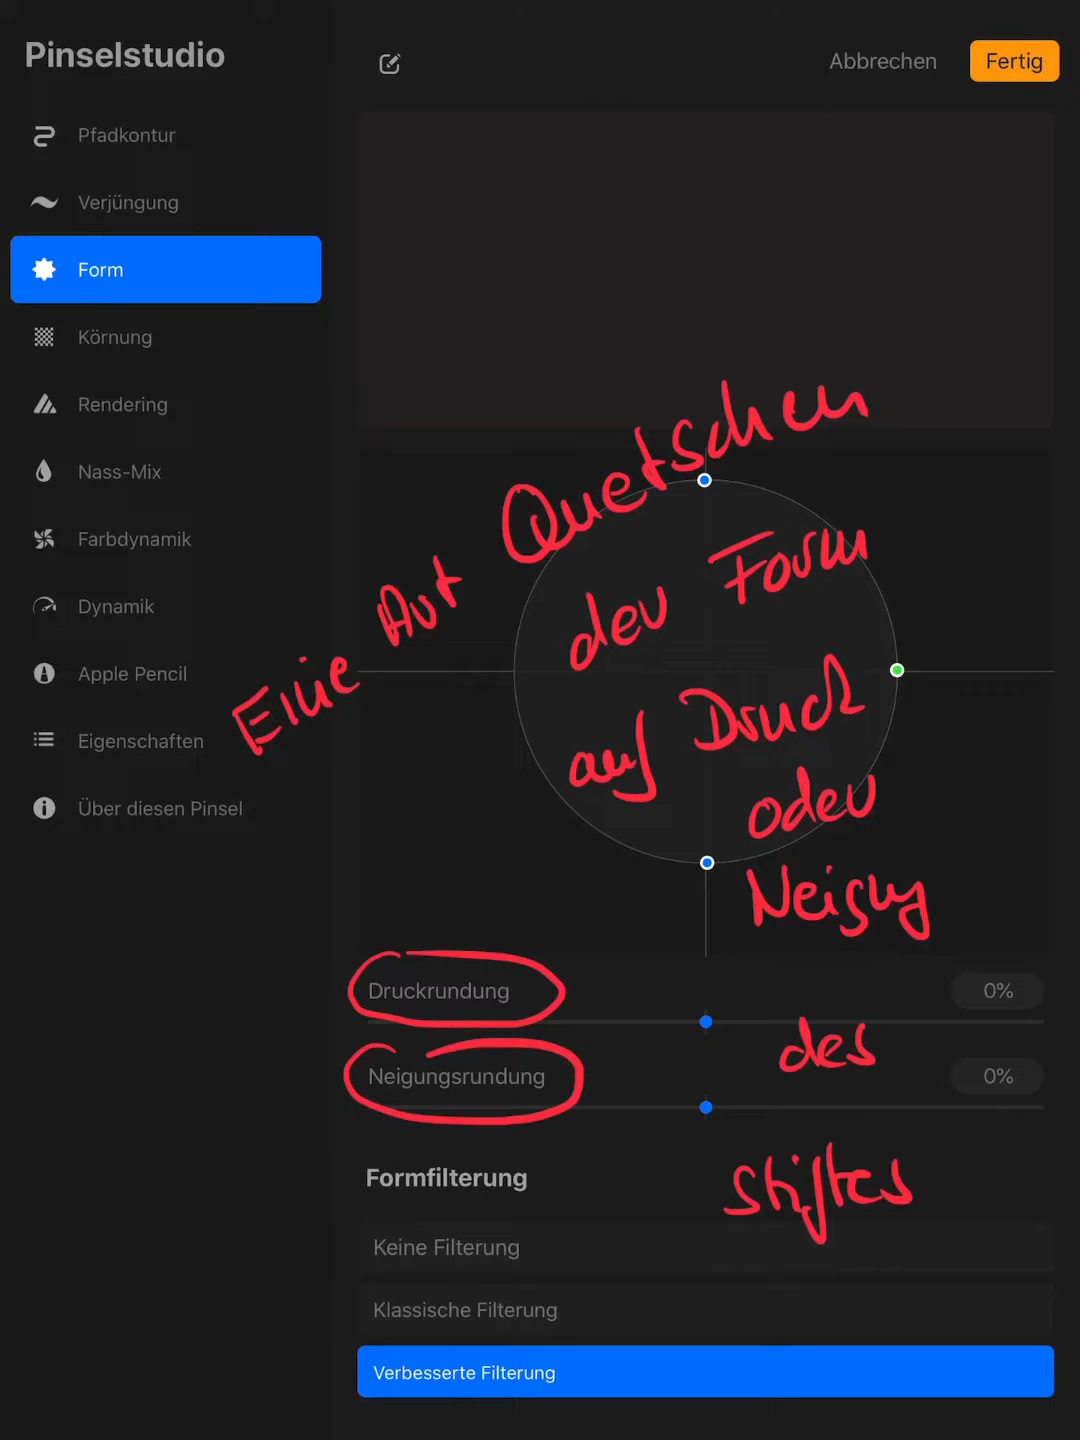 Pinselstudio
Abbrechen
Fertig
Pfadkontur
Verjüngung
Form
Körnung
Rendering
Nass-Mix
Farbdynamik
Dynamik
Apple Pencil
Eigenschaften
Über diesen Pinsel
Eine Art Quetschen
der Form
auf Druck
oder
Neigung
des
Stiftes
Druckrundung 0%
Neigungsrundung 0%
Formfilterung
Keine Filterung
Klassische Filterung
Verbesserte Filterung